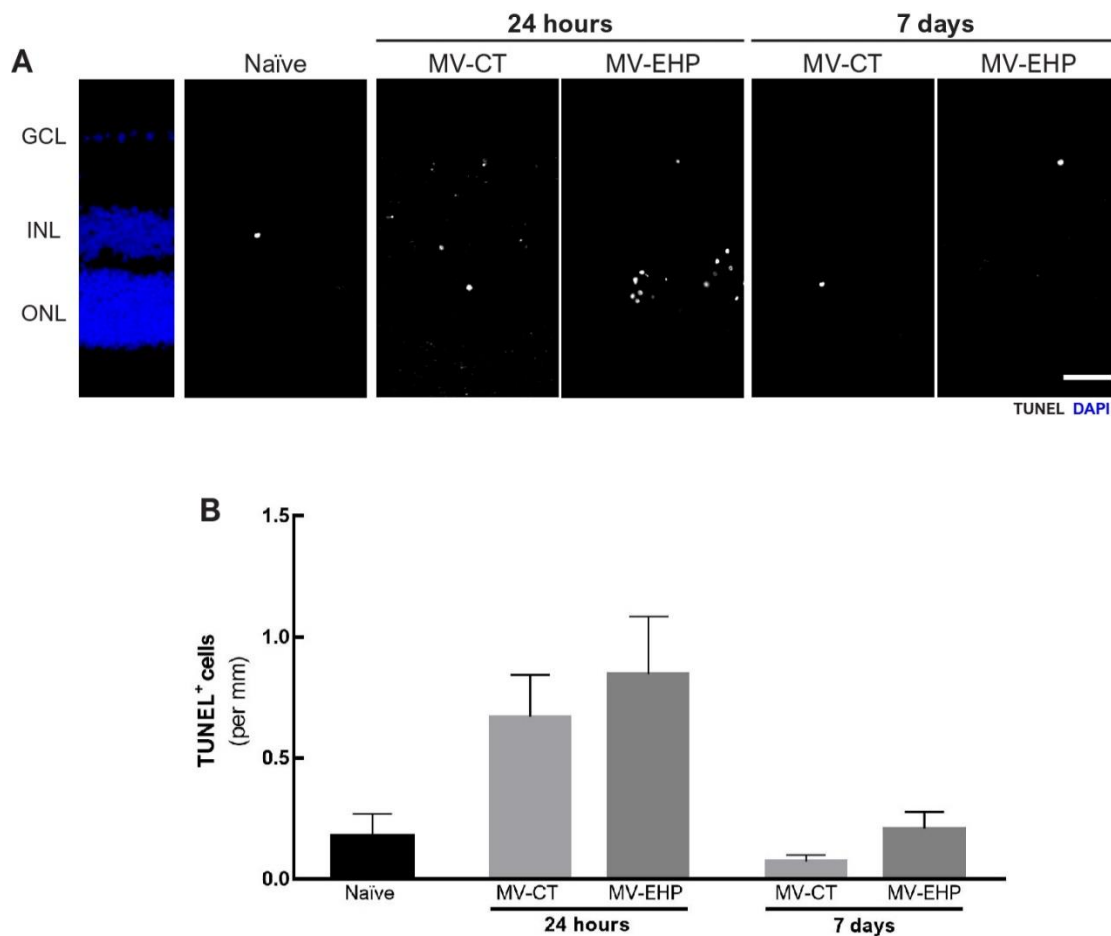 24 hours 7 days
A Naïve MV-CT MV-EHP MV-CT MV-EHP
GCL
INL
ONL
TUNEL DAPI
B
TUNEL⁺ cells
(per mm)
1.5
1.0
0.5
0.0
Naïve MV-CT MV-EHP MV-CT MV-EHP
24 hours 7 days